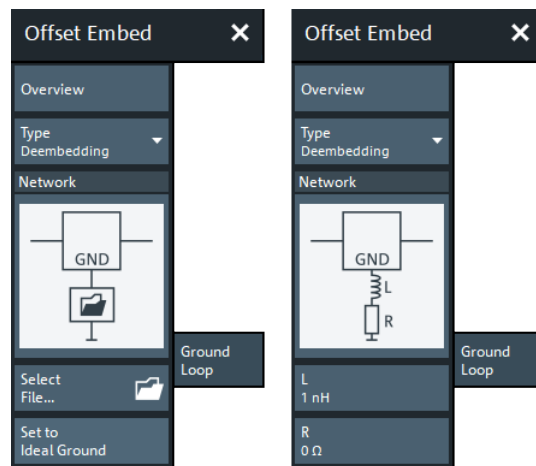 Offset Embed
Overview
Type
Deembedding
Network
GND
Select
File...
Set to
Ideal Ground
Ground
Loop
Offset Embed
Overview
Type
Deembedding
Network
GND
L
R
L
1 nH
R
0 Ω
Ground
Loop